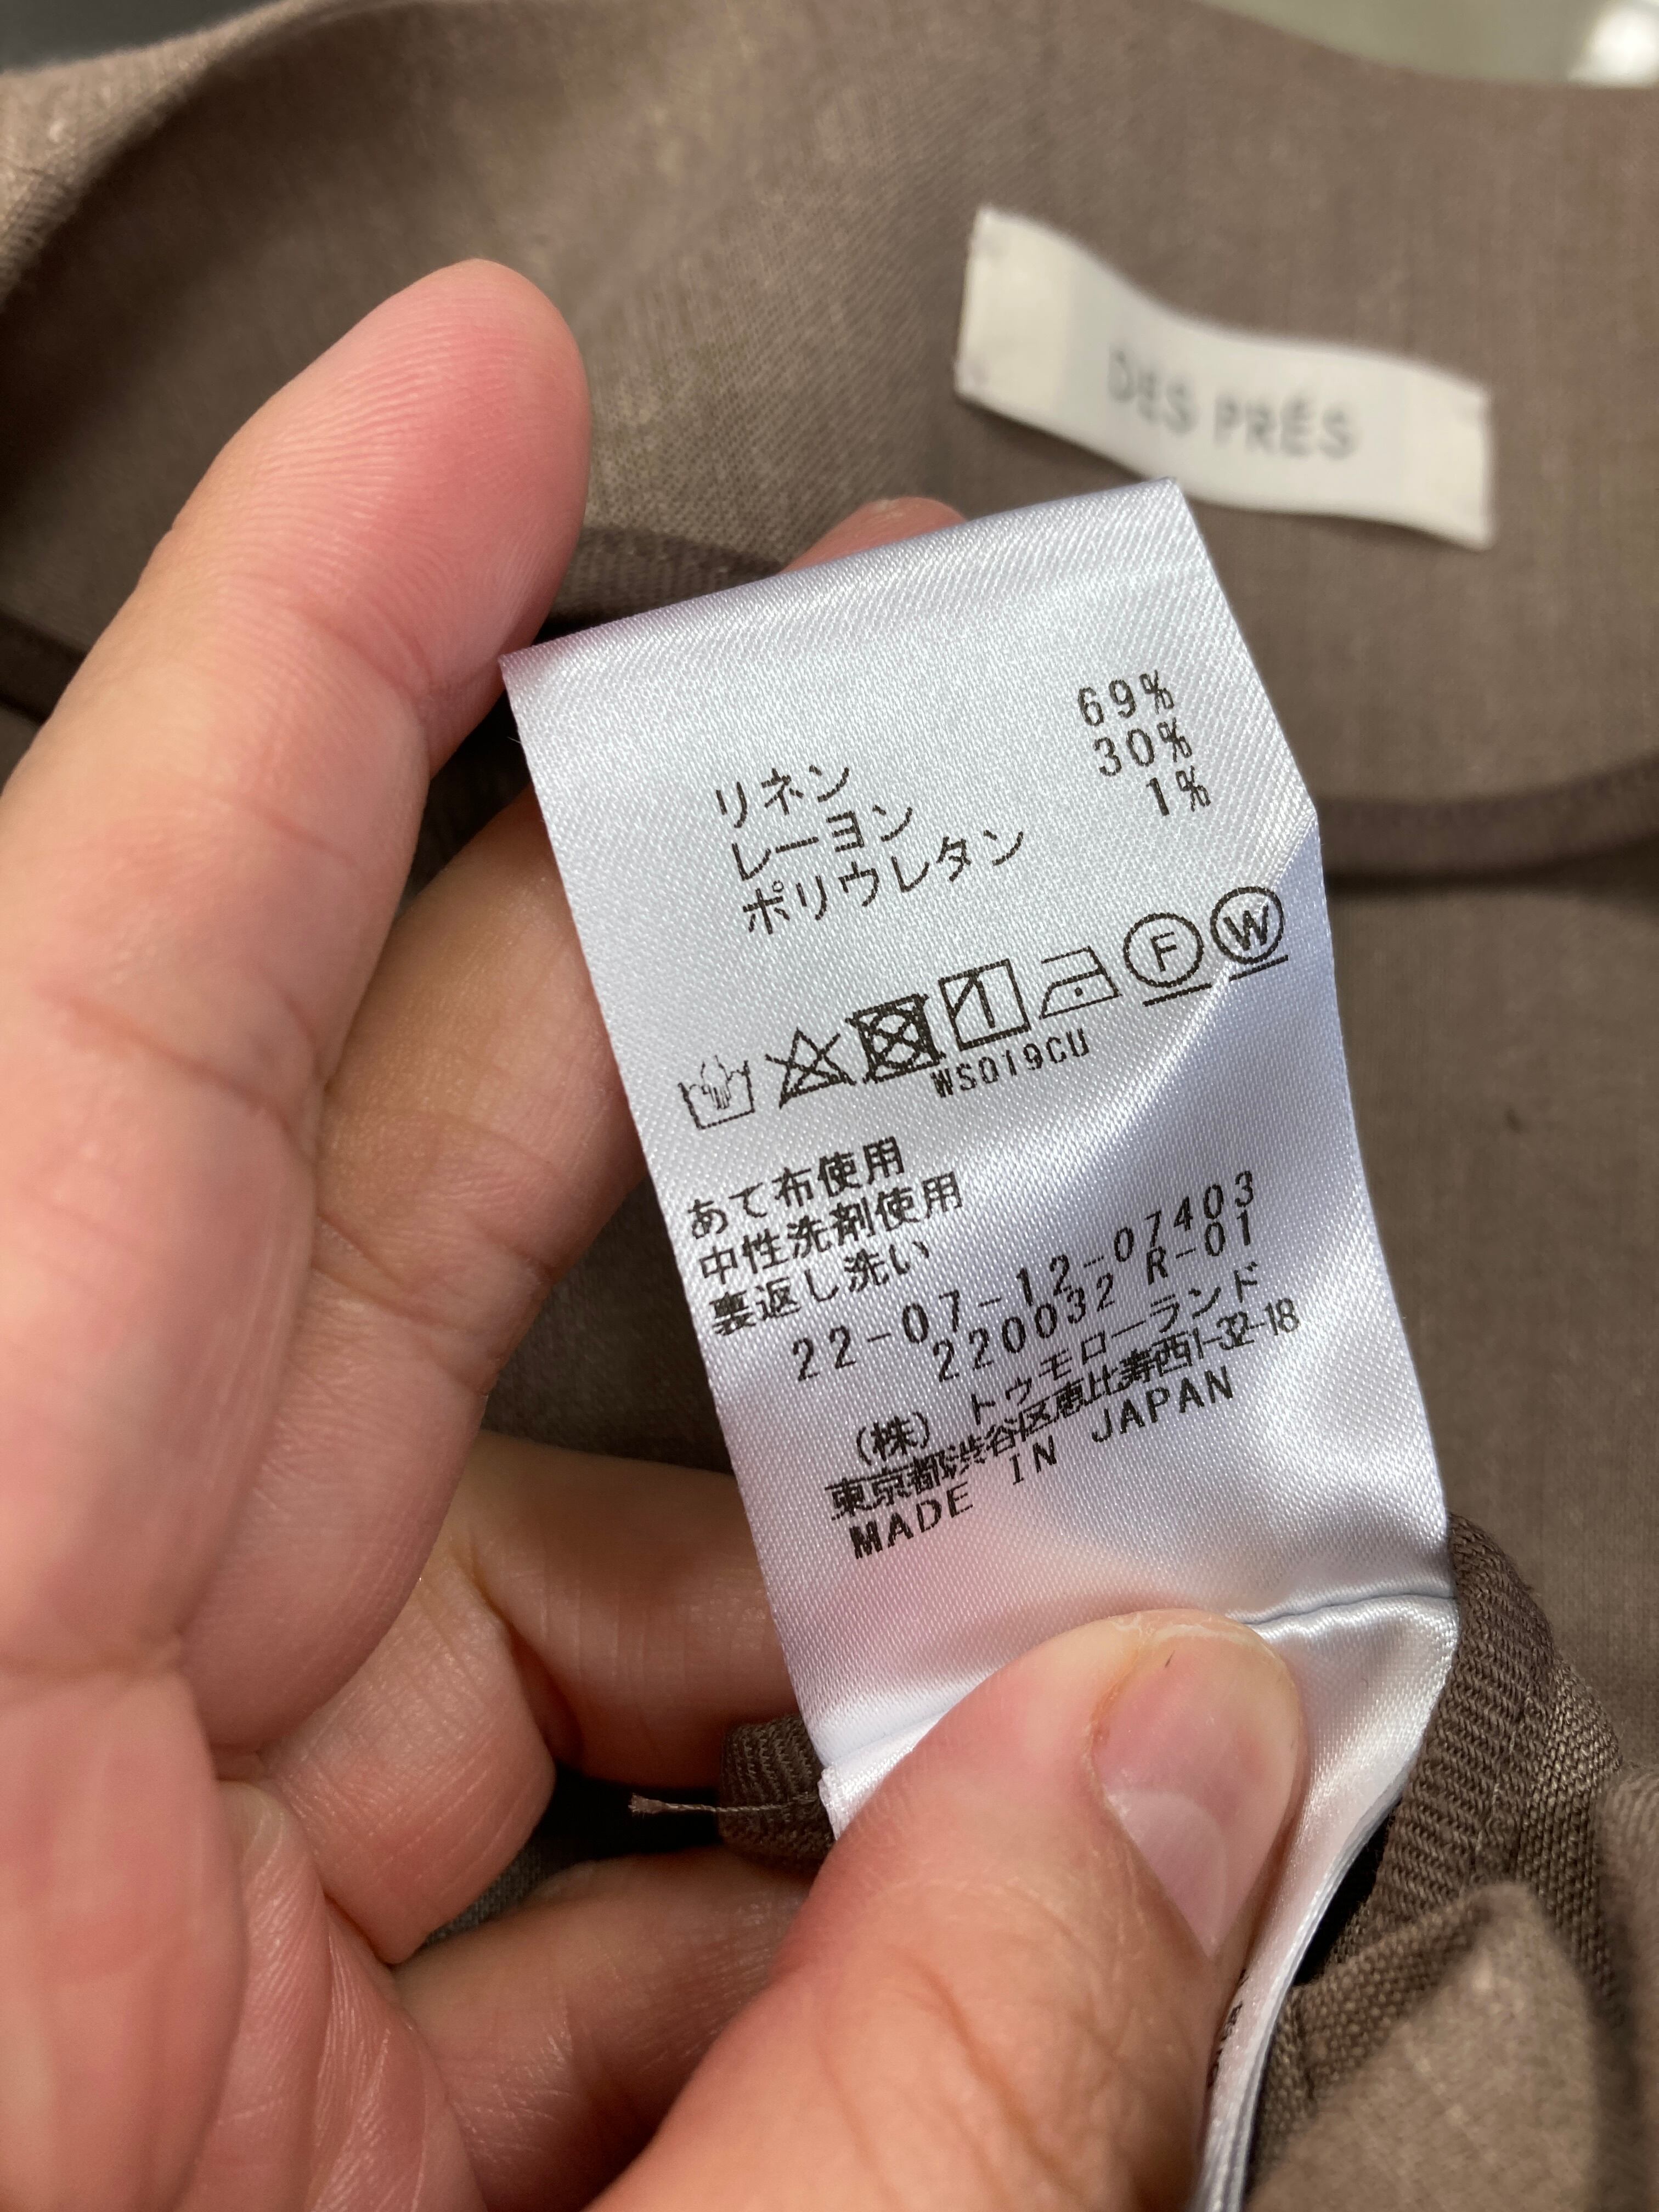 DES PRÉS
リネン 69%
レーヨン 30%
ポリウレタン 1%
F W
WS019CU
あて布使用
中性洗剤使用
裏返し洗い
22-07-12-07403
220032 R-01
(株) トゥモローランド
東京都渋谷区恵比寿西1-32-18
MADE IN JAPAN